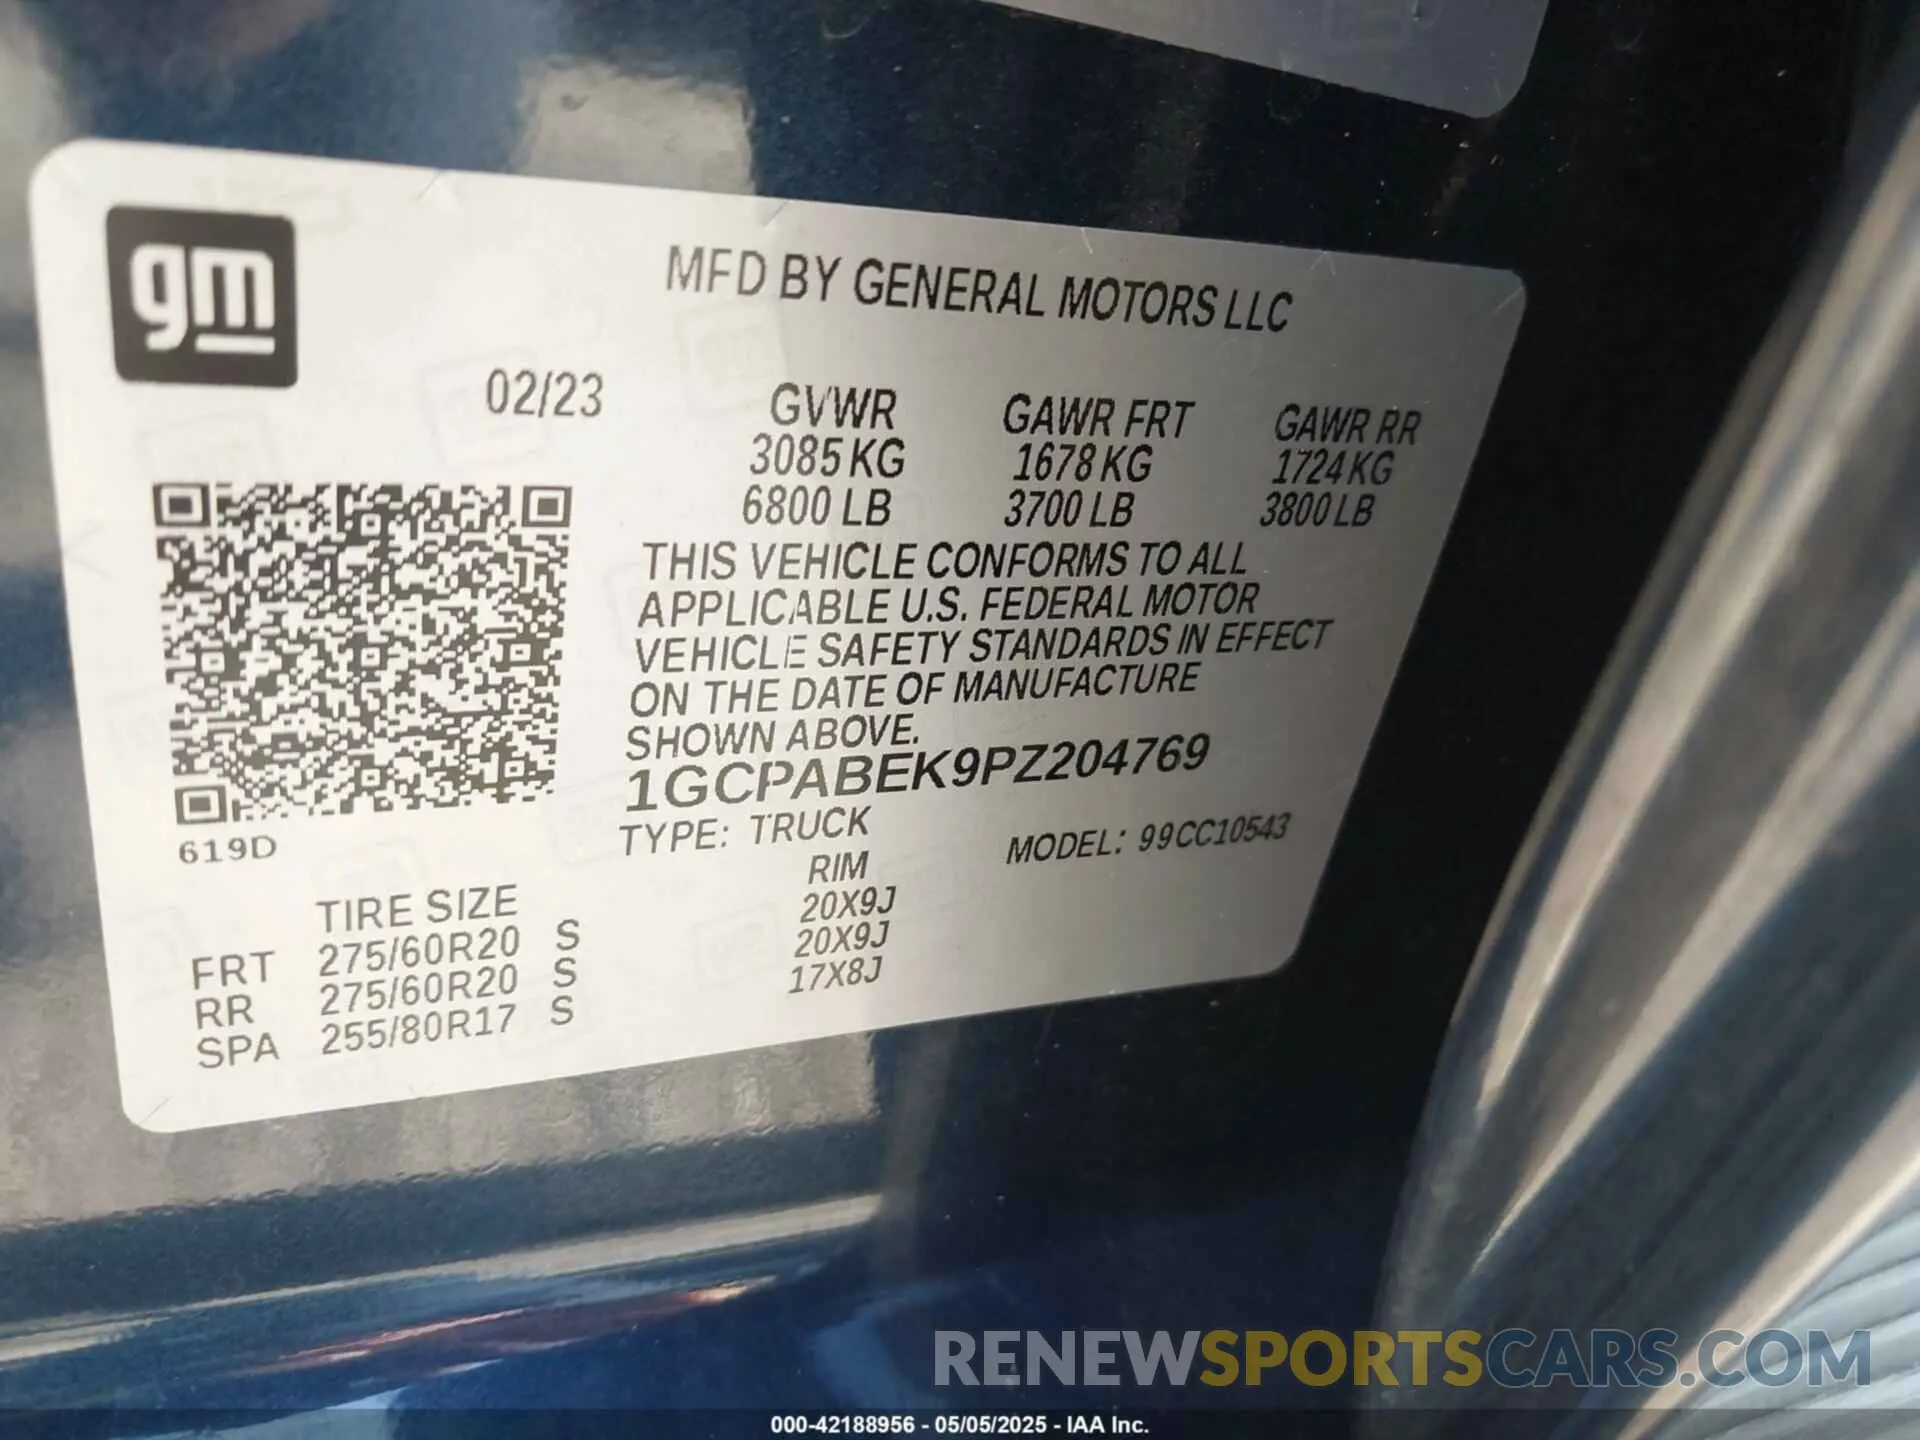 gm
MFD BY GENERAL MOTORS LLC
02/23
GVWR GAWR FRT GAWR RR
3085 KG 1678 KG 1724 KG
6800 LB 3700 LB 3800 LB
THIS VEHICLE CONFORMS TO ALL
APPLICABLE U.S. FEDERAL MOTOR
VEHICLE SAFETY STANDARDS IN EFFECT
ON THE DATE OF MANUFACTURE
SHOWN ABOVE.
1GCPABEK9PZ204769
TYPE: TRUCK MODEL: 99CC10543
619D
TIRE SIZE RIM
FRT 275/60R20 S 20X9J
RR 275/60R20 S 20X9J
SPA 255/80R17 S 17X8J
RENEWSPORTSCARS.COM
000-42188956 - 05/05/2025 - IAA Inc.